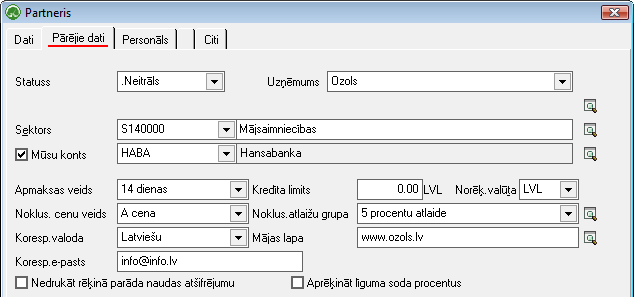 Partneris
Dati Pārējie dati Personāls Citi
Statuss .Neitrāls Uzņēmums Ozols
Sektors S140000 Mājsaimniecības
Mūsu konts HABA Hansabanka
Apmaksas veids 14 dienas Kredīta limits 0.00 LVL Norēķ.valūta LVL
Noklus. cenu veids A cena Noklus.atlaižu grupa 5 procentu atlaide
Koresp.valoda Latviešu Mājas lapa www.ozols.lv
Koresp.e-pasts info@info.lv
Nedrukāt rēķinā parāda naudas atšifrējumu Aprēķināt līguma soda procentus